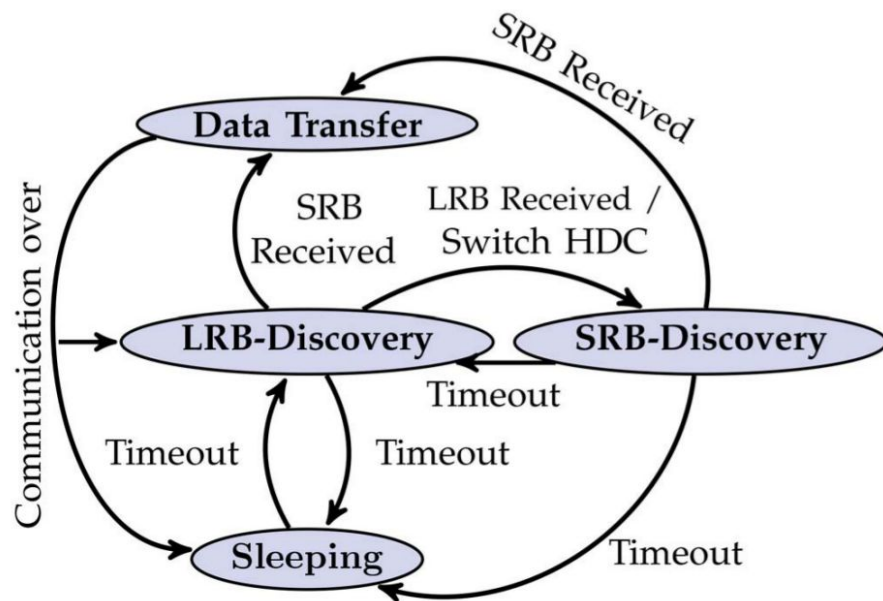 SRB Received
Data Transfer
Communication over
SRB
Received
LRB Received /
Switch HDC
LRB-Discovery
SRB-Discovery
Timeout
Timeout
Timeout
Sleeping
Timeout